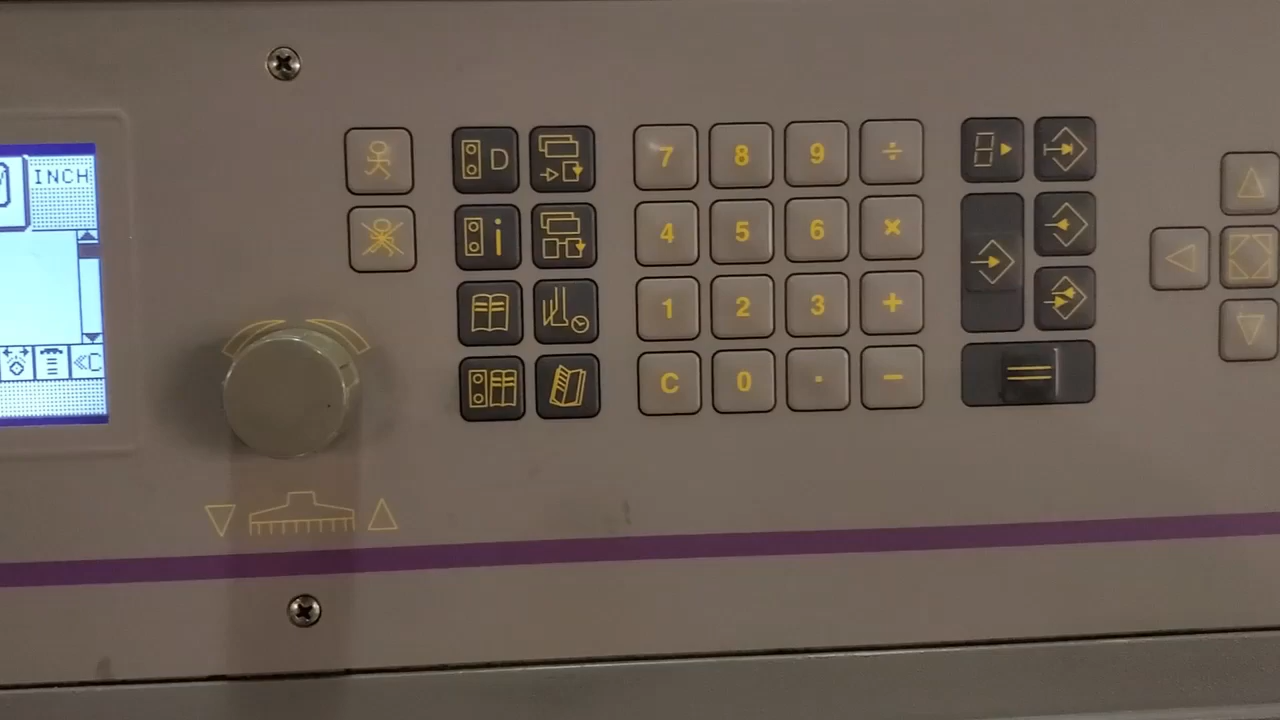 INCH
D
i
7 8 9 ÷
4 5 6 ×
1 2 3 +
C 0 . −
=
«C